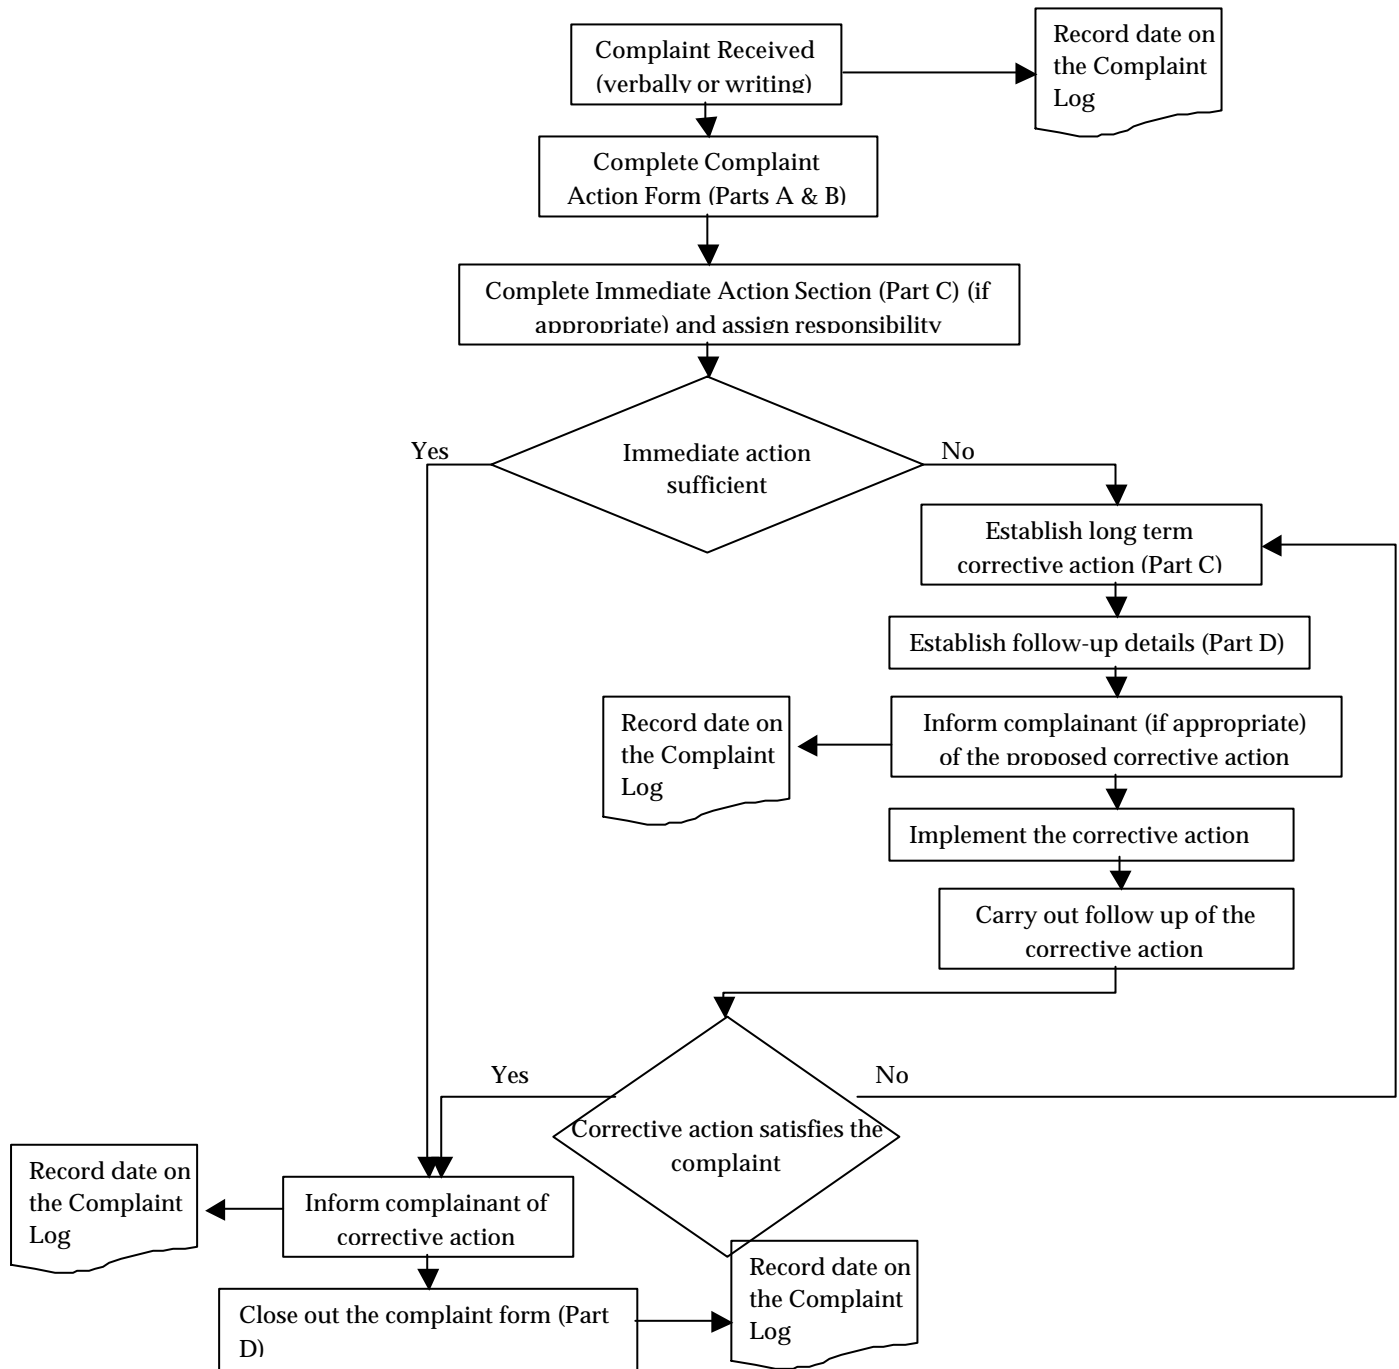 Complaint Received
(verbally or writing)
Record date on
the Complaint
Log
Complete Complaint
Action Form (Parts A & B)
Complete Immediate Action Section (Part C) (if
appropriate) and assign responsibility
Yes
Immediate action
sufficient
No
Establish long term
corrective action (Part C)
Establish follow-up details (Part D)
Record date on
the Complaint
Log
Inform complainant (if appropriate)
of the proposed corrective action
Implement the corrective action
Carry out follow up of the
corrective action
Yes
No
Corrective action satisfies the
complaint
Record date on
the Complaint
Log
Inform complainant of
corrective action
Close out the complaint form (Part
D)
Record date on
the Complaint
Log